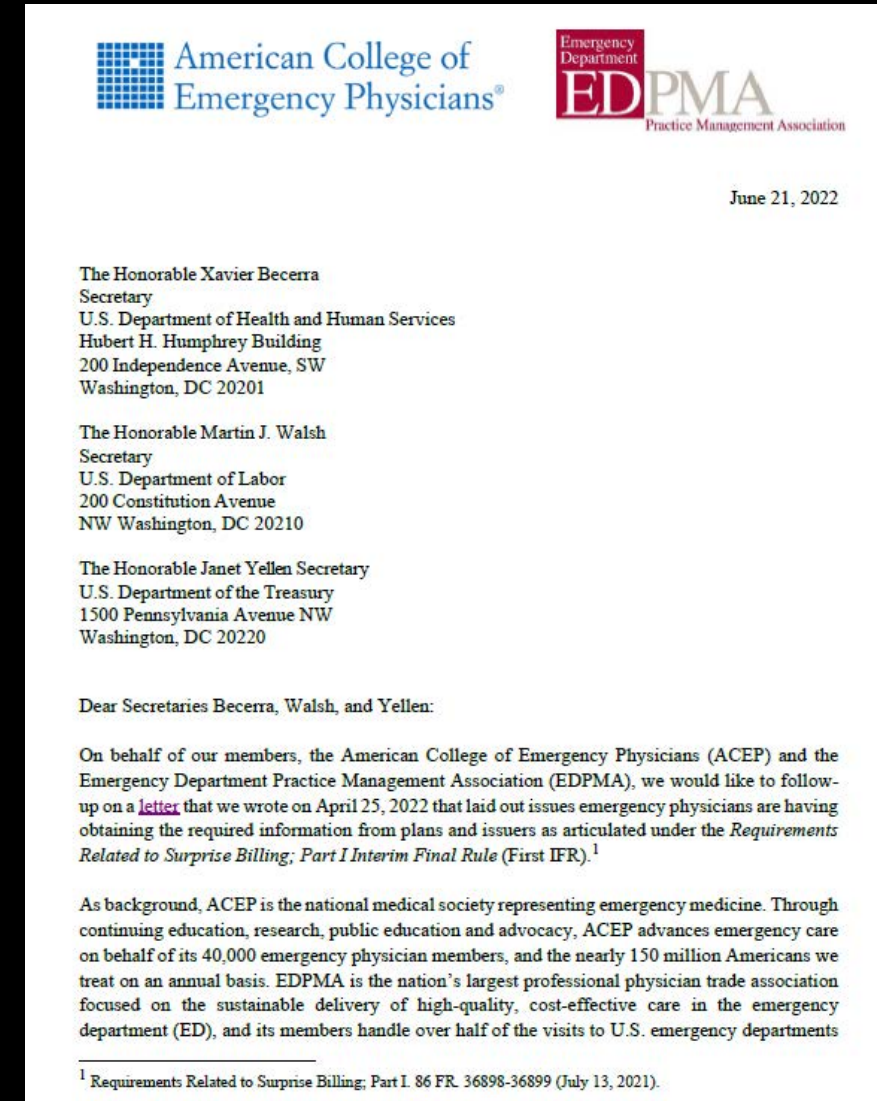 American College of
Emergency Physicians®
Emergency
Department
EDPMA
Practice Management Association
June 21, 2022
The Honorable Xavier Becerra
Secretary
U.S. Department of Health and Human Services
Hubert H. Humphrey Building
200 Independence Avenue, SW
Washington, DC 20201
The Honorable Martin J. Walsh
Secretary
U.S. Department of Labor
200 Constitution Avenue
NW Washington, DC 20210
The Honorable Janet Yellen Secretary
U.S. Department of the Treasury
1500 Pennsylvania Avenue NW
Washington, DC 20220
Dear Secretaries Becerra, Walsh, and Yellen:
On behalf of our members, the American College of Emergency Physicians (ACEP) and the
Emergency Department Practice Management Association (EDPMA), we would like to follow-
up on a letter that we wrote on April 25, 2022 that laid out issues emergency physicians are having
obtaining the required information from plans and issuers as articulated under the Requirements
Related to Surprise Billing; Part I Interim Final Rule (First IFR).1
As background, ACEP is the national medical society representing emergency medicine. Through
continuing education, research, public education and advocacy, ACEP advances emergency care
on behalf of its 40,000 emergency physician members, and the nearly 150 million Americans we
treat on an annual basis. EDPMA is the nation's largest professional physician trade association
focused on the sustainable delivery of high-quality, cost-effective care in the emergency
department (ED), and its members handle over half of the visits to U.S. emergency departments
1 Requirements Related to Surprise Billing; Part I. 86 FR. 36898-36899 (July 13, 2021).